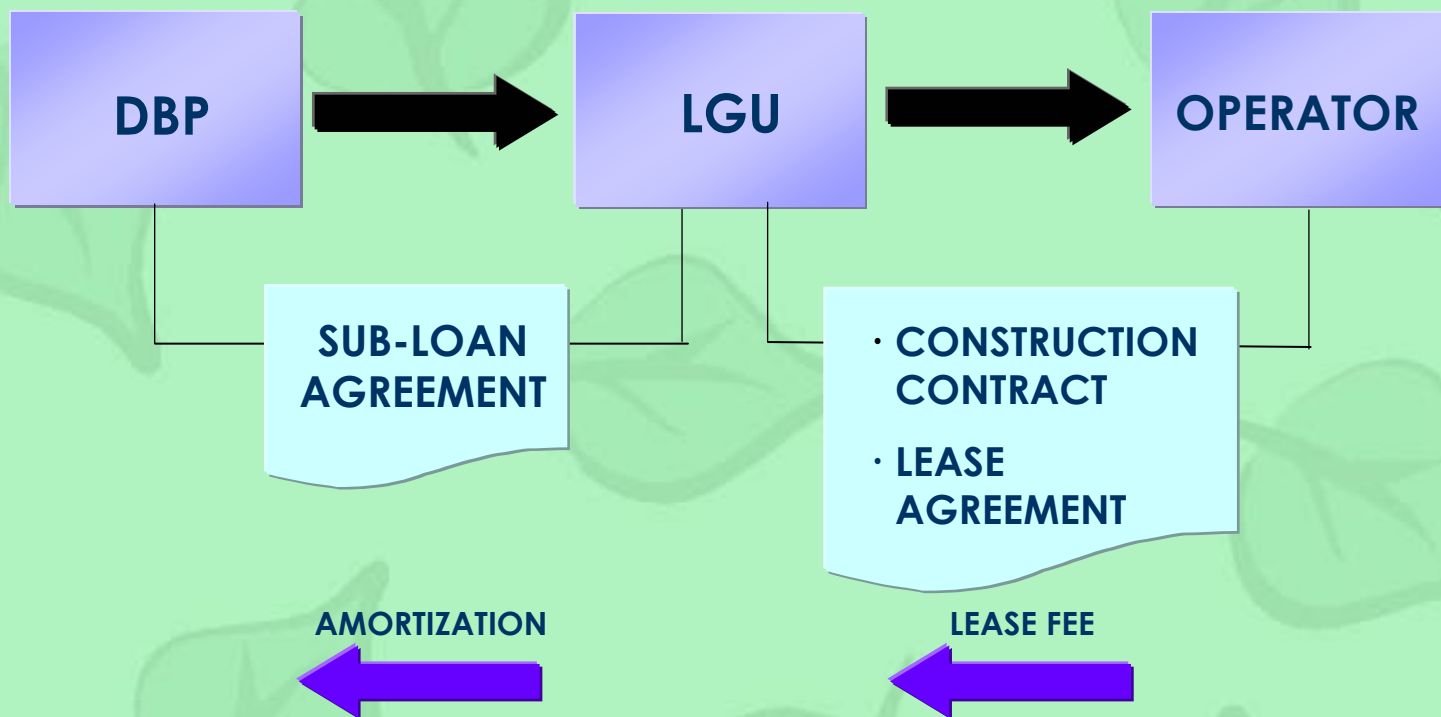 DBP
LGU
OPERATOR
SUB-LOAN
AGREEMENT
· CONSTRUCTION
CONTRACT
· LEASE
AGREEMENT
AMORTIZATION
LEASE FEE